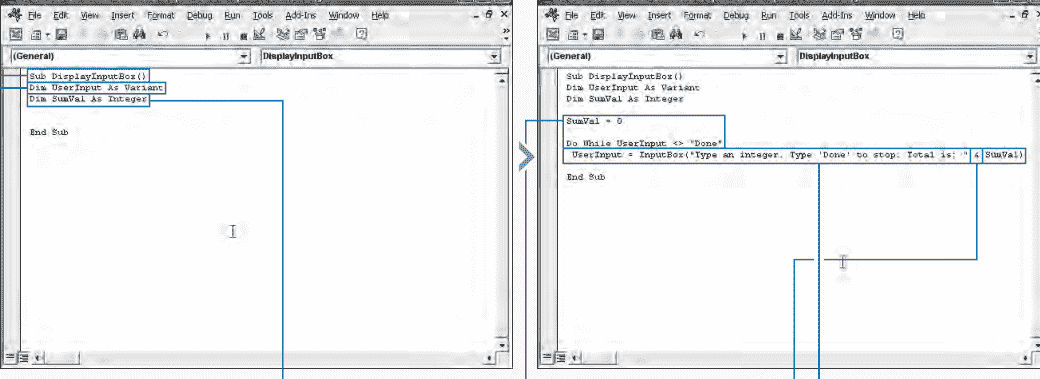 File Edit View Insert Format Debug Run Tools Add-Ins Window Help
(General) DisplayInputBox
Sub DisplayInputBox()
Dim UserInput As Variant
Dim SumVal As Integer
End Sub
File Edit View Insert Format Debug Run Tools Add-Ins Window Help
(General) DisplayInputBox
Sub DisplayInputBox()
Dim UserInput As Variant
Dim SumVal As Integer
SumVal = 0
Do While UserInput <> "Done"
UserInput = InputBox("Type an integer. Type 'Done' to stop: Total is: " & SumVal)
End Sub